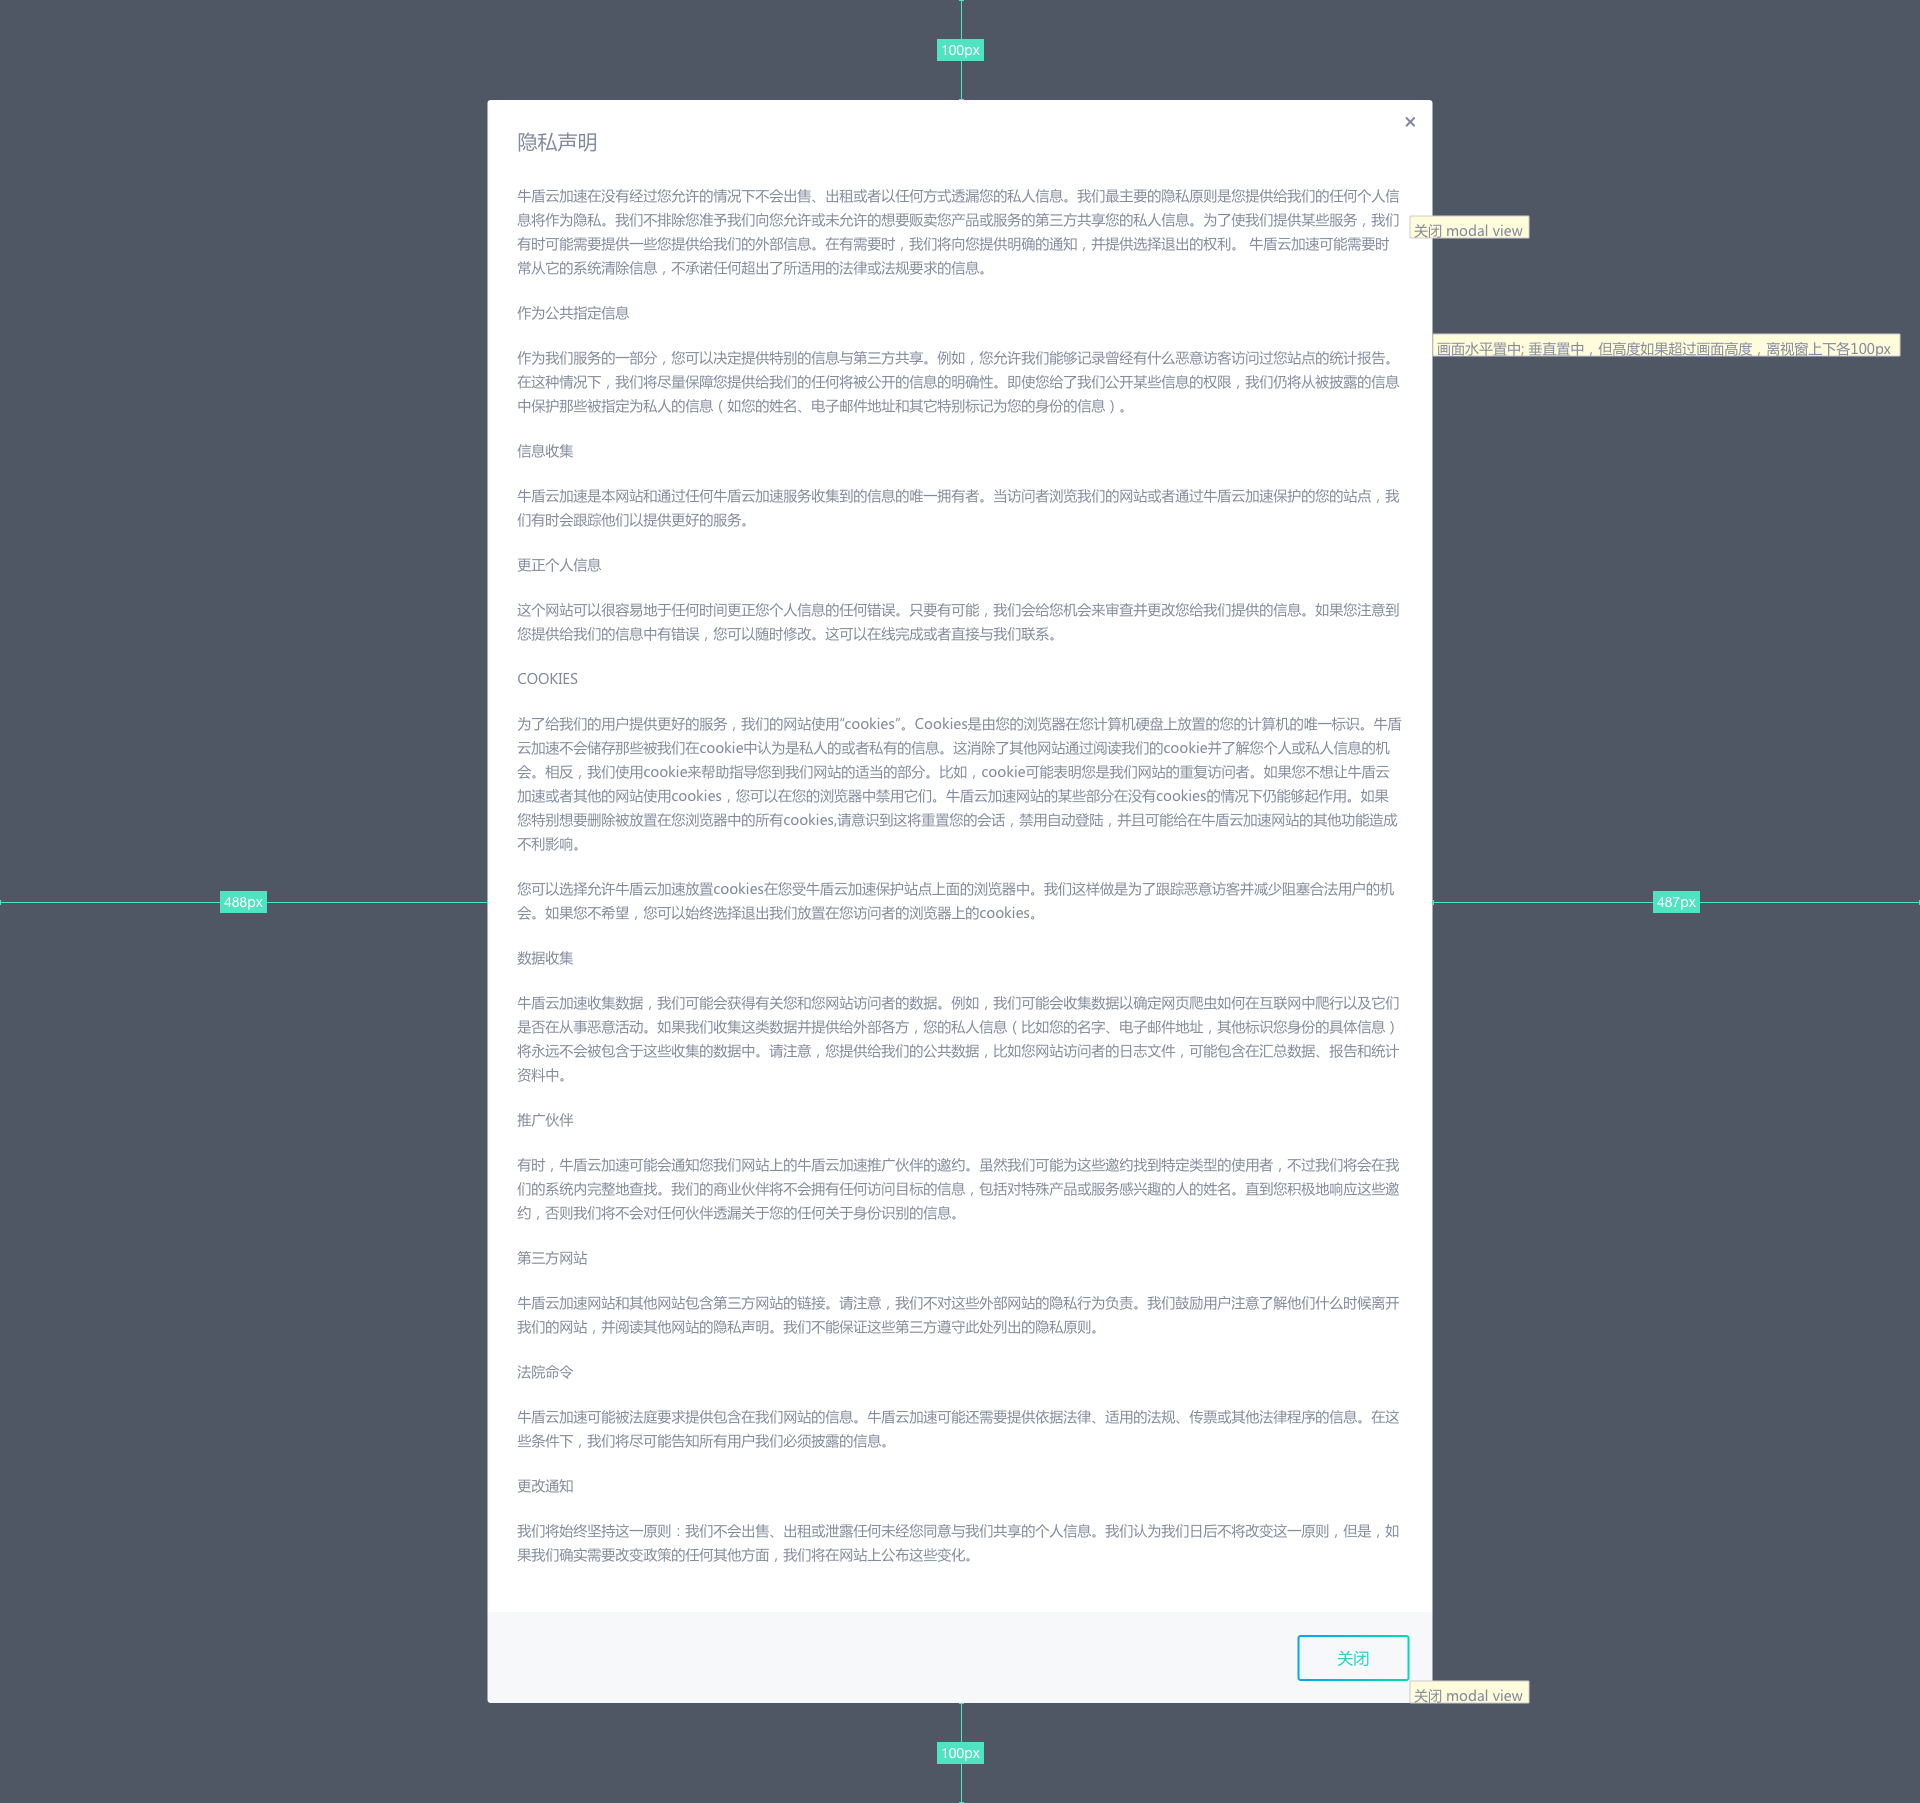 100px
隐私声明
牛盾云加速在没有经过您允许的情况下不会出售、出租或者以任何方式透漏您的私人信息。我们最主要的隐私原则是您提供给我们的任何个人信
息将作为隐私。我们不排除您准予我们向您允许或未允许的想要贩卖您产品或服务的第三方共享您的私人信息。为了使我们提供某些服务，我们
有时可能需要提供一些您提供给我们的外部信息。在有需要时，我们将向您提供明确的通知，并提供选择退出的权利。 牛盾云加速可能需要时
常从它的系统清除信息，不承诺任何超出了所适用的法律或法规要求的信息。
关闭 modal view
作为公共指定信息
画面水平置中; 垂直置中，但高度如果超过画面高度，离视窗上下各100px
作为我们服务的一部分，您可以决定提供特别的信息与第三方共享。例如，您允许我们能够记录曾经有什么恶意访客访问过您站点的统计报告。
在这种情况下，我们将尽量保障您提供给我们的任何将被公开的信息的明确性。即使您给了我们公开某些信息的权限，我们仍将从被披露的信息
中保护那些被指定为私人的信息（如您的姓名、电子邮件地址和其它特别标记为您的身份的信息）。
信息收集
牛盾云加速是本网站和通过任何牛盾云加速服务收集到的信息的唯一拥有者。当访问者浏览我们的网站或者通过牛盾云加速保护的您的站点，我
们有时会跟踪他们以提供更好的服务。
更正个人信息
这个网站可以很容易地于任何时间更正您个人信息的任何错误。只要有可能，我们会给您机会来审查并更改您给我们提供的信息。如果您注意到
您提供给我们的信息中有错误，您可以随时修改。这可以在线完成或者直接与我们联系。
COOKIES
为了给我们的用户提供更好的服务，我们的网站使用“cookies”。Cookies是由您的浏览器在您计算机硬盘上放置的您的计算机的唯一标识。牛盾
云加速不会储存那些被我们在cookie中认为是私人的或者私有的信息。这消除了其他网站通过阅读我们的cookie并了解您个人或私人信息的机
会。相反，我们使用cookie来帮助指导您到我们网站的适当的部分。比如，cookie可能表明您是我们网站的重复访问者。如果您不想让牛盾云
加速或者其他的网站使用cookies，您可以在您的浏览器中禁用它们。牛盾云加速网站的某些部分在没有cookies的情况下仍能够起作用。如果
您特别想要删除被放置在您浏览器中的所有cookies,请意识到这将重置您的会话，禁用自动登陆，并且可能给在牛盾云加速网站的其他功能造成
不利影响。
您可以选择允许牛盾云加速放置cookies在您受牛盾云加速保护站点上面的浏览器中。我们这样做是为了跟踪恶意访客并减少阻塞合法用户的机
会。如果您不希望，您可以始终选择退出我们放置在您访问者的浏览器上的cookies。
488px
487px
数据收集
牛盾云加速收集数据，我们可能会获得有关您和您网站访问者的数据。例如，我们可能会收集数据以确定网页爬虫如何在互联网中爬行以及它们
是否在从事恶意活动。如果我们收集这类数据并提供给外部各方，您的私人信息（比如您的名字、电子邮件地址，其他标识您身份的具体信息）
将永远不会被包含于这些收集的数据中。请注意，您提供给我们的公共数据，比如您网站访问者的日志文件，可能包含在汇总数据、报告和统计
资料中。
推广伙伴
有时，牛盾云加速可能会通知您我们网站上的牛盾云加速推广伙伴的邀约。虽然我们可能为这些邀约找到特定类型的使用者，不过我们将会在我
们的系统内完整地查找。我们的商业伙伴将不会拥有任何访问目标的信息，包括对特殊产品或服务感兴趣的人的姓名。直到您积极地响应这些邀
约，否则我们将不会对任何伙伴透漏关于您的任何关于身份识别的信息。
第三方网站
牛盾云加速网站和其他网站包含第三方网站的链接。请注意，我们不对这些外部网站的隐私行为负责。我们鼓励用户注意了解他们什么时候离开
我们的网站，并阅读其他网站的隐私声明。我们不能保证这些第三方遵守此处列出的隐私原则。
法院命令
牛盾云加速可能被法庭要求提供包含在我们网站的信息。牛盾云加速可能还需要提供依据法律、适用的法规、传票或其他法律程序的信息。在这
些条件下，我们将尽可能告知所有用户我们必须披露的信息。
更改通知
我们将始终坚持这一原则：我们不会出售、出租或泄露任何未经您同意与我们共享的个人信息。我们认为我们日后不将改变这一原则，但是，如
果我们确实需要改变政策的任何其他方面，我们将在网站上公布这些变化。
关闭
关闭 modal view
100px